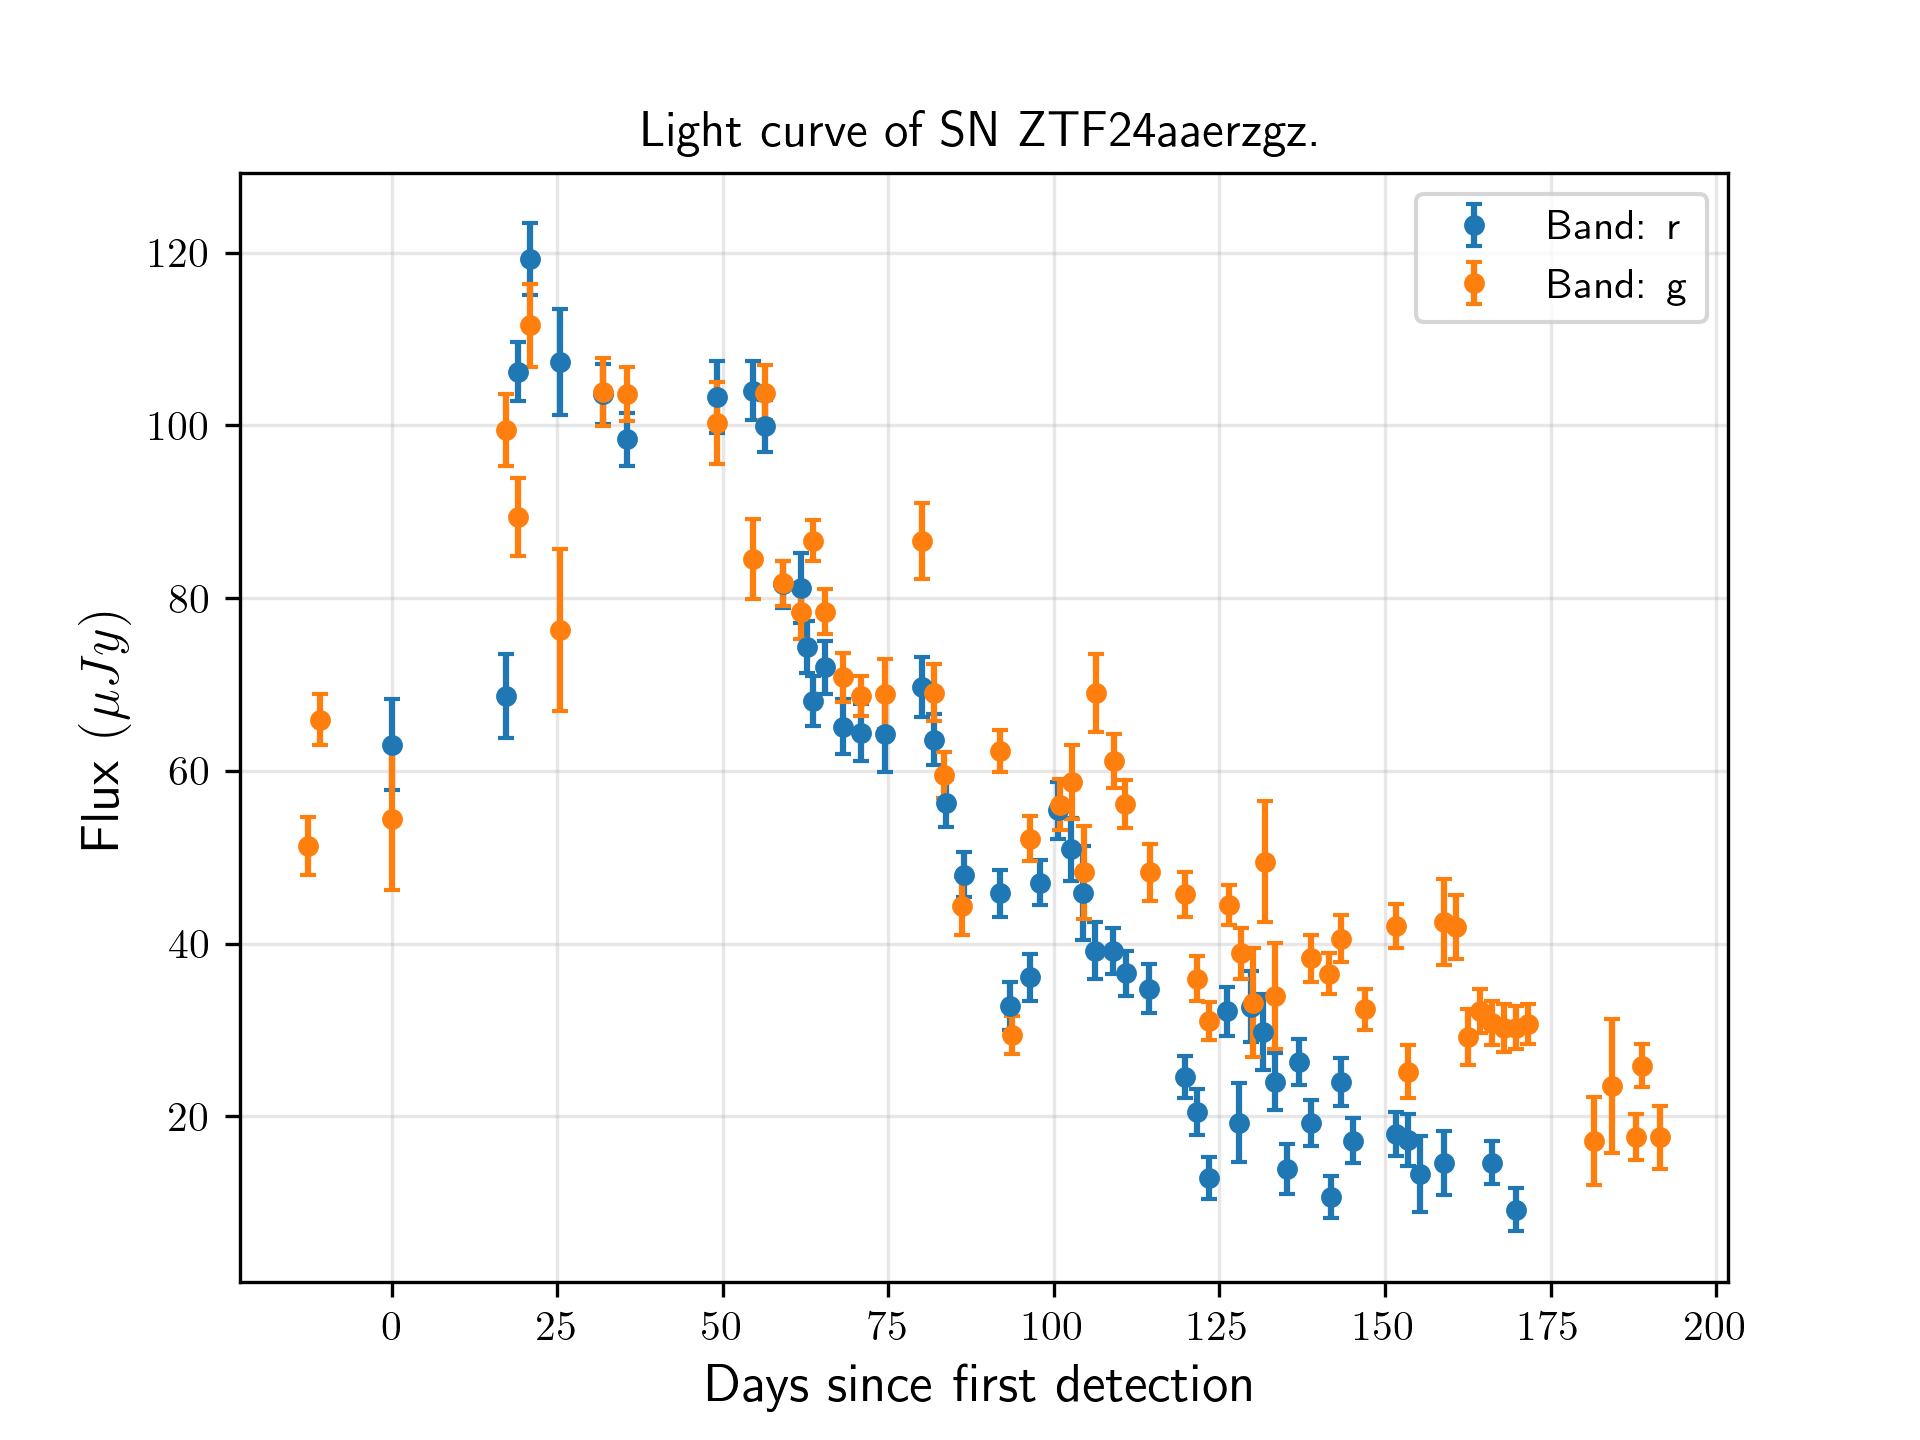 Light curve of SN ZTF24aaerzgz.
Band: r
Band: g
120
100
80
60
40
20
Flux (μJy)
0 25 50 75 100 125 150 175 200
Days since first detection